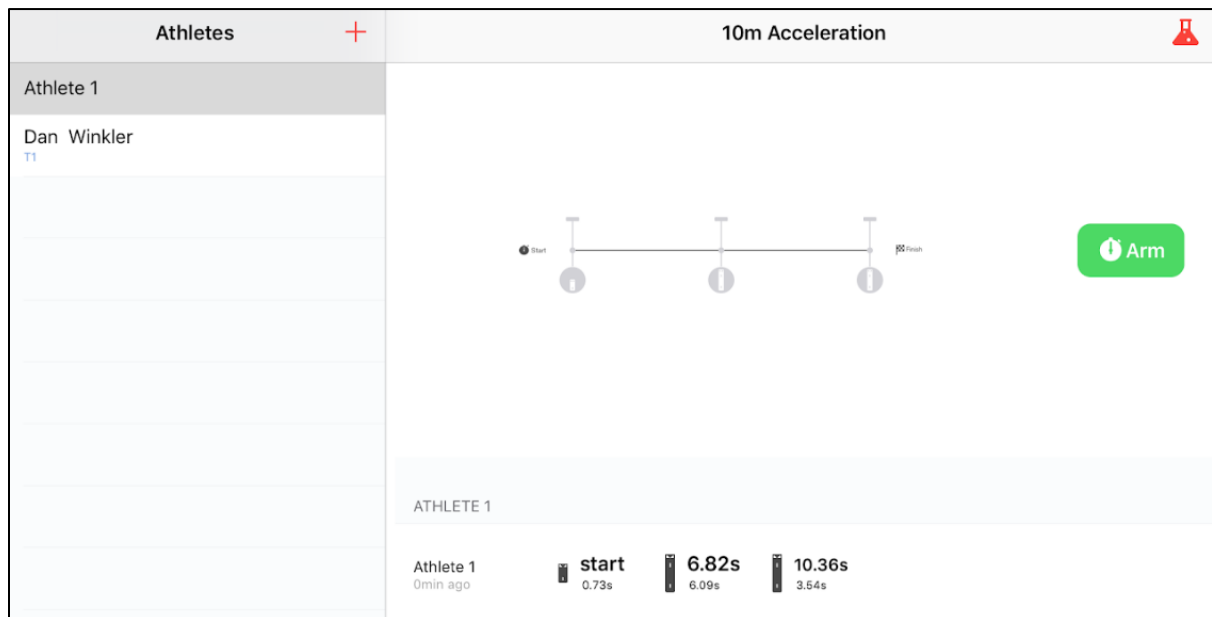 Athletes
10m Acceleration
Athlete 1
Dan Winkler
T1
Start
Finish
Arm
ATHLETE 1
Athlete 1
0min ago
start
0.73s
6.82s
6.09s
10.36s
3.54s